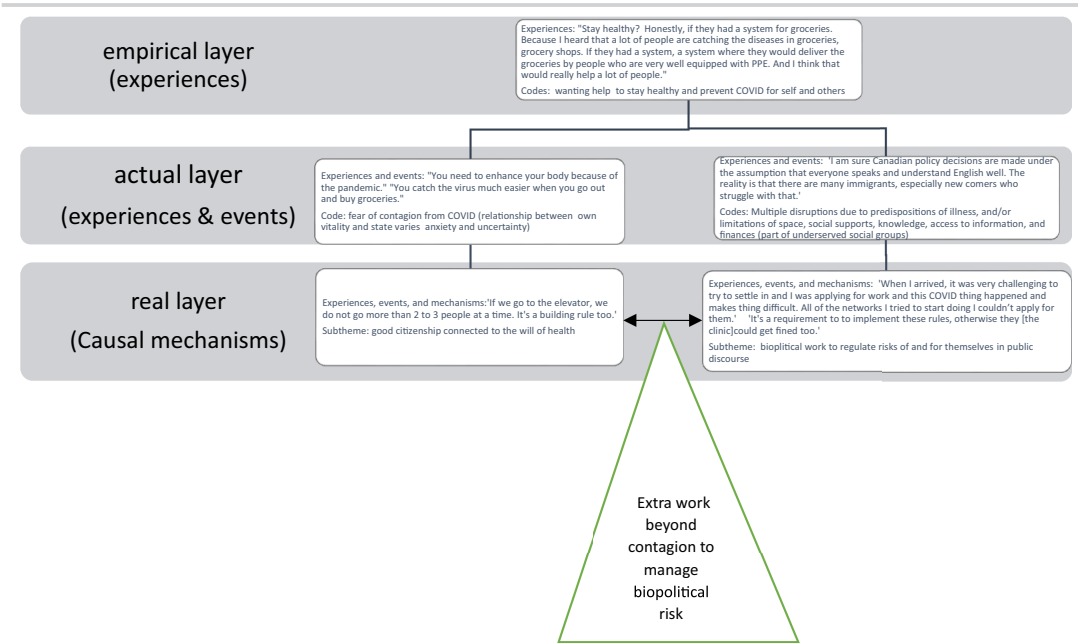 empirical layer
(experiences)
Experiences: "Stay healthy? Honestly, if they had a system for groceries.
Because I heard that a lot of people are catching the diseases in groceries,
grocery shops. If they had a system, a system where they would deliver the
groceries by people who are very well equipped with PPE. And I think that
would really help a lot of people."
Codes: wanting help to stay healthy and prevent COVID for self and others
actual layer
(experiences & events)
Experiences and events: "You need to enhance your body because of
the pandemic." "You catch the virus much easier when you go out
and buy groceries."
Code: fear of contagion from COVID (relationship between own
vitality and state varies anxiety and uncertainty)
Experiences and events: 'I am sure Canadian policy decisions are made under
the assumption that everyone speaks and understand English well. The
reality is that there are many immigrants, especially new comers who
struggle with that.'
Codes: Multiple disruptions due to predispositions of illness, and/or
limitations of space, social supports, knowledge, access to information, and
finances (part of underserved social groups)
real layer
(Causal mechanisms)
Experiences, events, and mechanisms:'If we go to the elevator, we
do not go more than 2 to 3 people at a time. It's a building rule too.'
Subtheme: good citizenship connected to the will of health
Experiences, events, and mechanisms: 'When I arrived, it was very challenging to
try to settle in and I was applying for work and this COVID thing happened and
makes thing difficult. All of the networks I tried to start doing I couldn't apply for
them.' 'It's a requirement to to implement these rules, otherwise they [the
clinic]could get fined too.'
Subtheme: bioplitical work to regulate risks of and for themselves in public
discourse
Extra work
beyond
contagion to
manage
biopolitical
risk